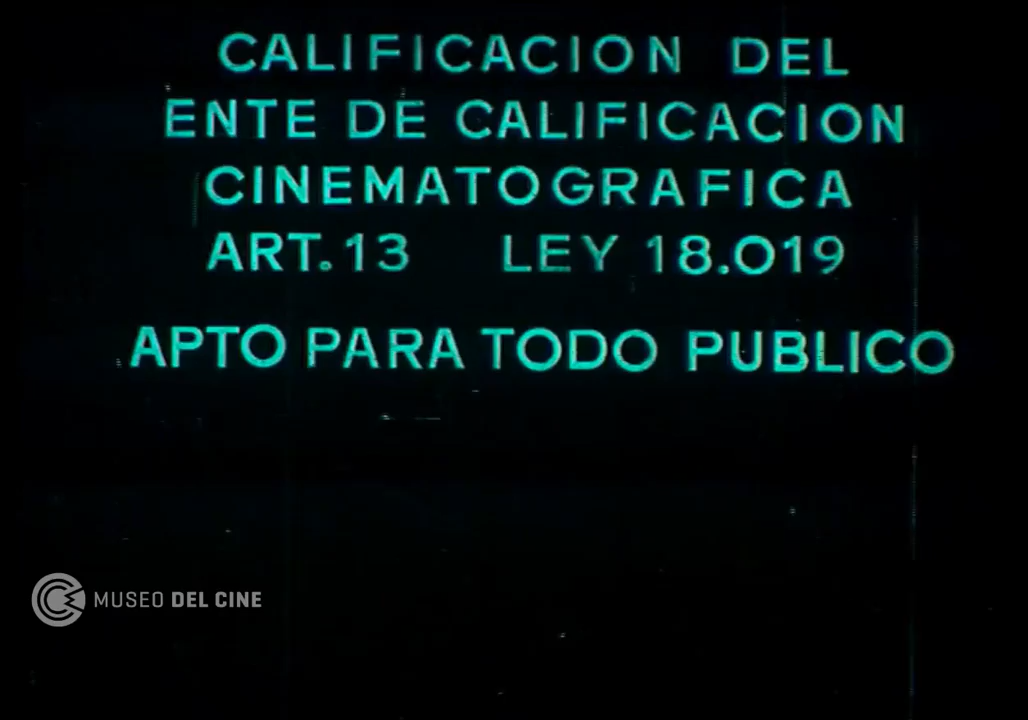 CALIFICACION DEL
ENTE DE CALIFICACION
CINEMATOGRAFICA
ART. 13 LEY 18.019
APTO PARA TODO PUBLICO
MUSEO DEL CINE